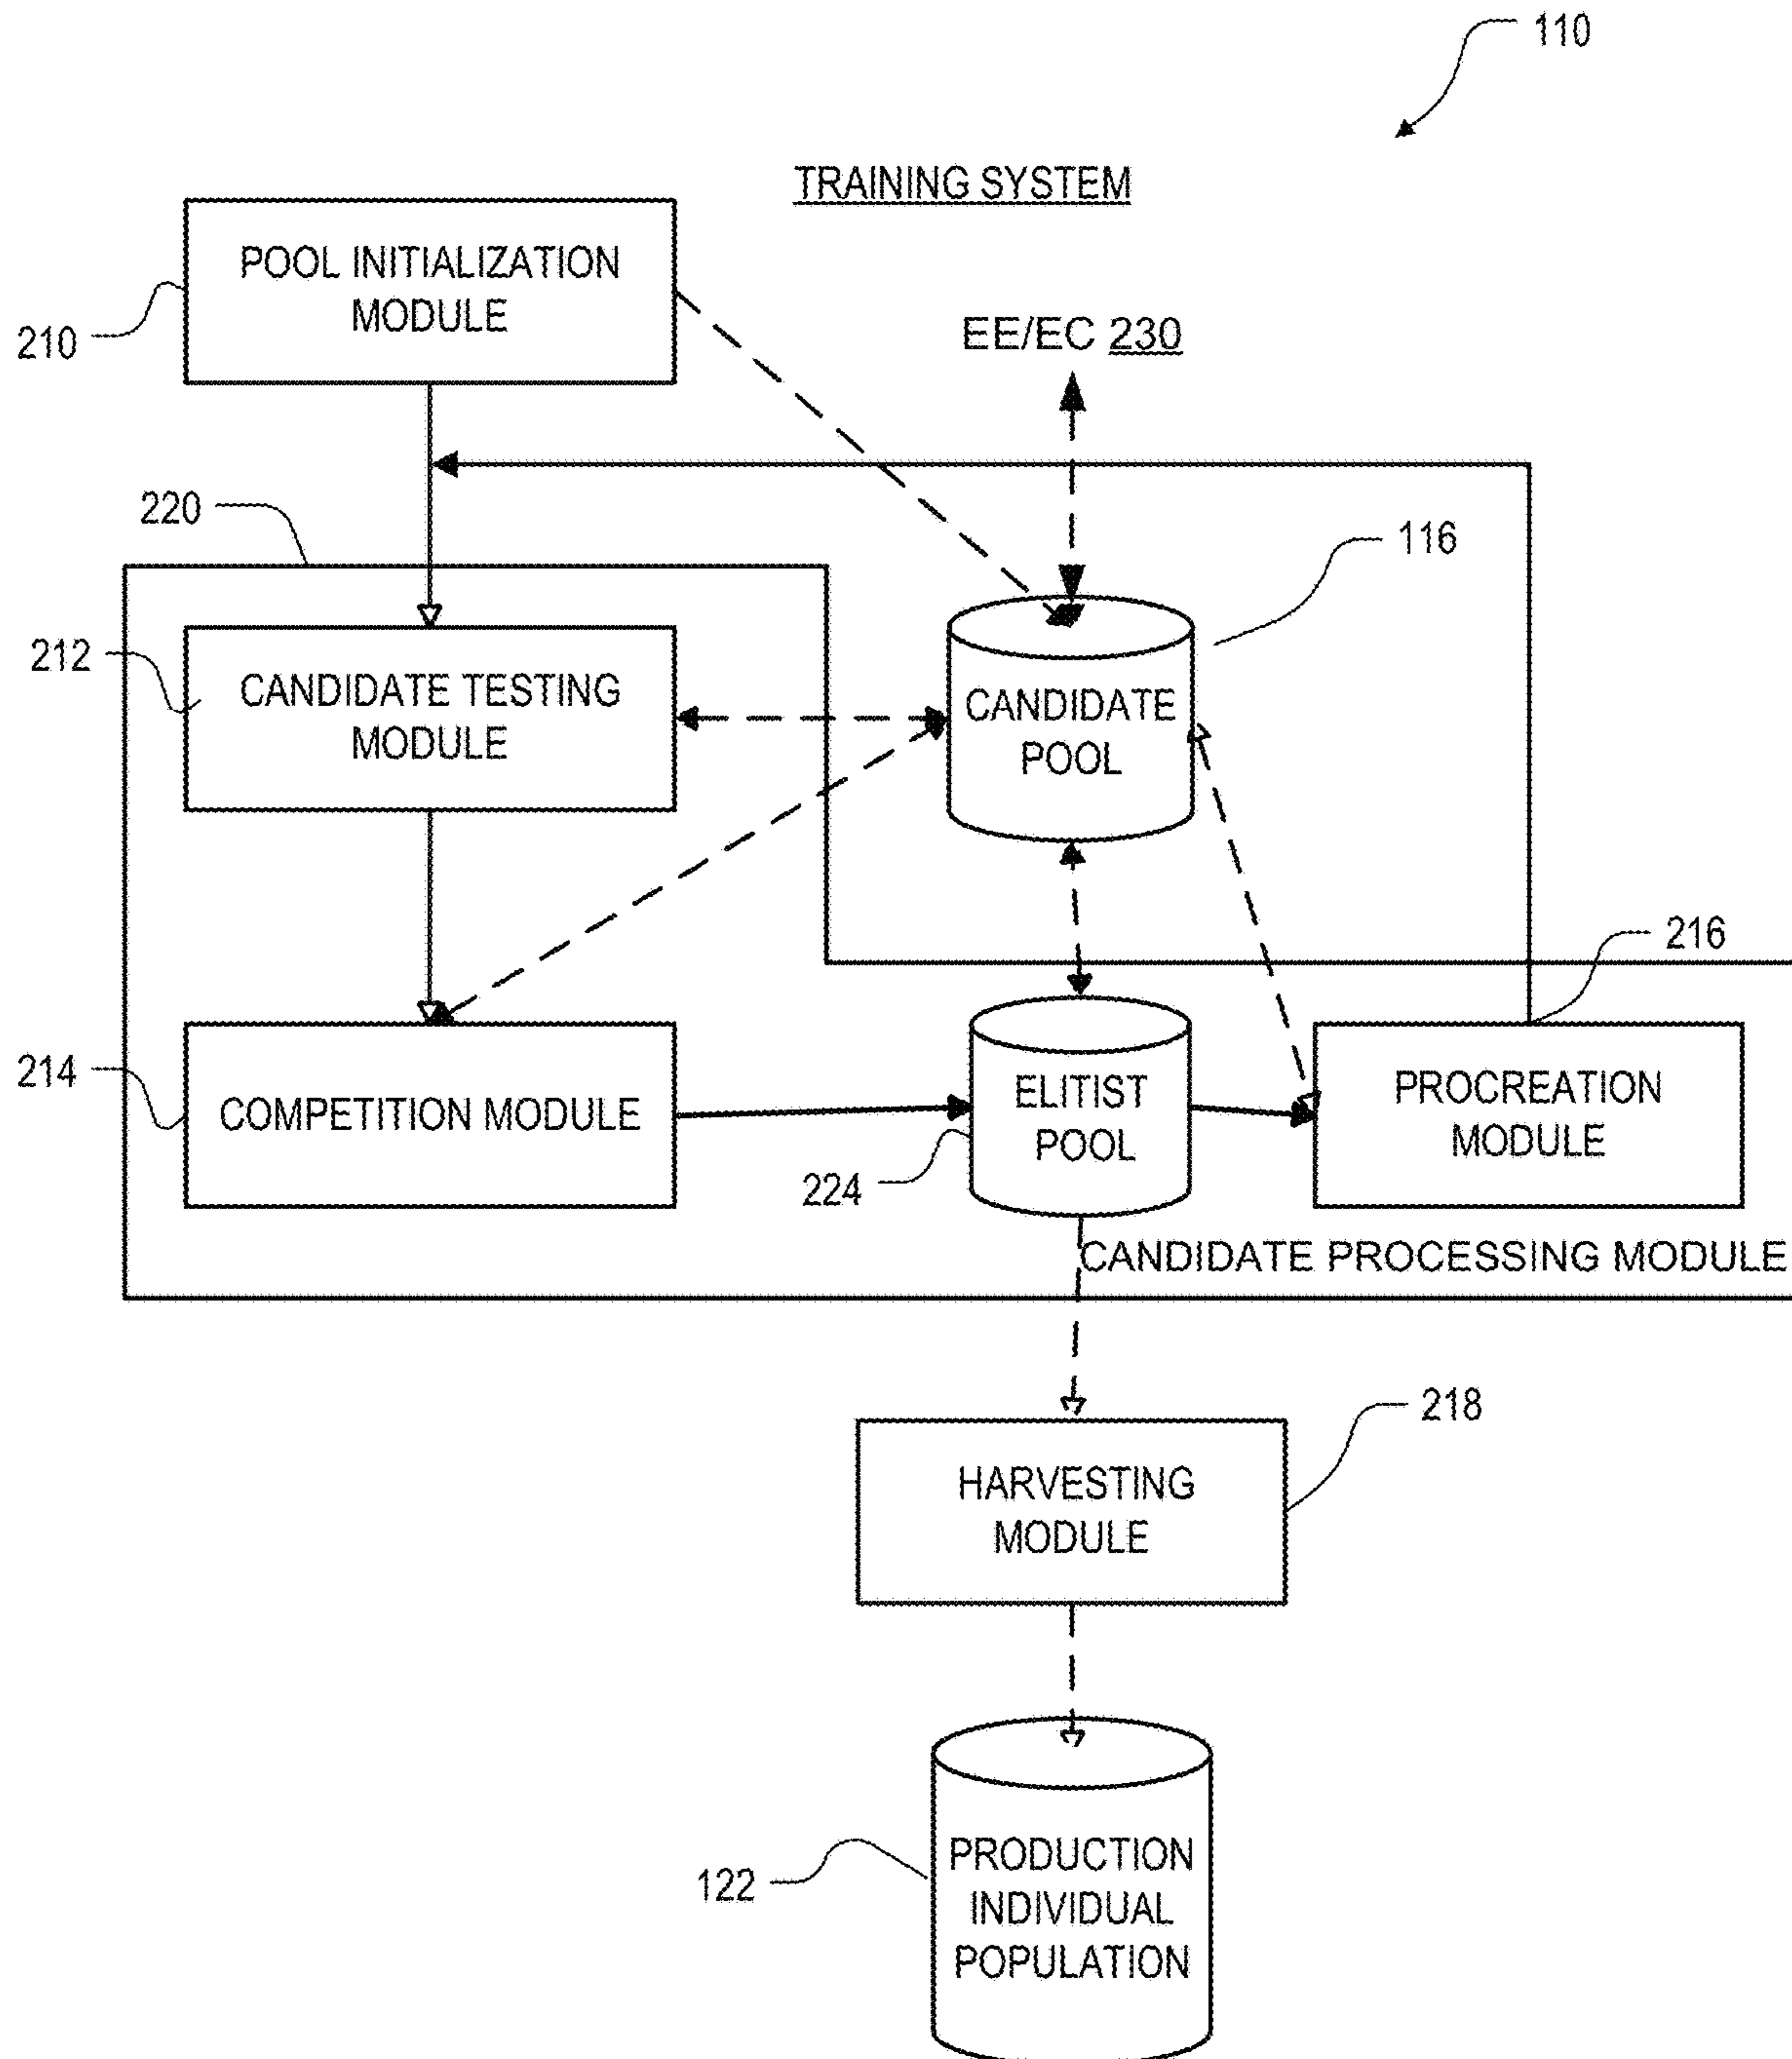 110
TRAINING SYSTEM
POOL INITIALIZATION
MODULE
210
EE/EC 230
220
116
212
CANDIDATE TESTING
MODULE
CANDIDATE
POOL
216
214
COMPETITION MODULE
ELITIST
POOL
224
PROCREATION
MODULE
CANDIDATE PROCESSING MODULE
218
HARVESTING
MODULE
122
PRODUCTION
INDIVIDUAL
POPULATION